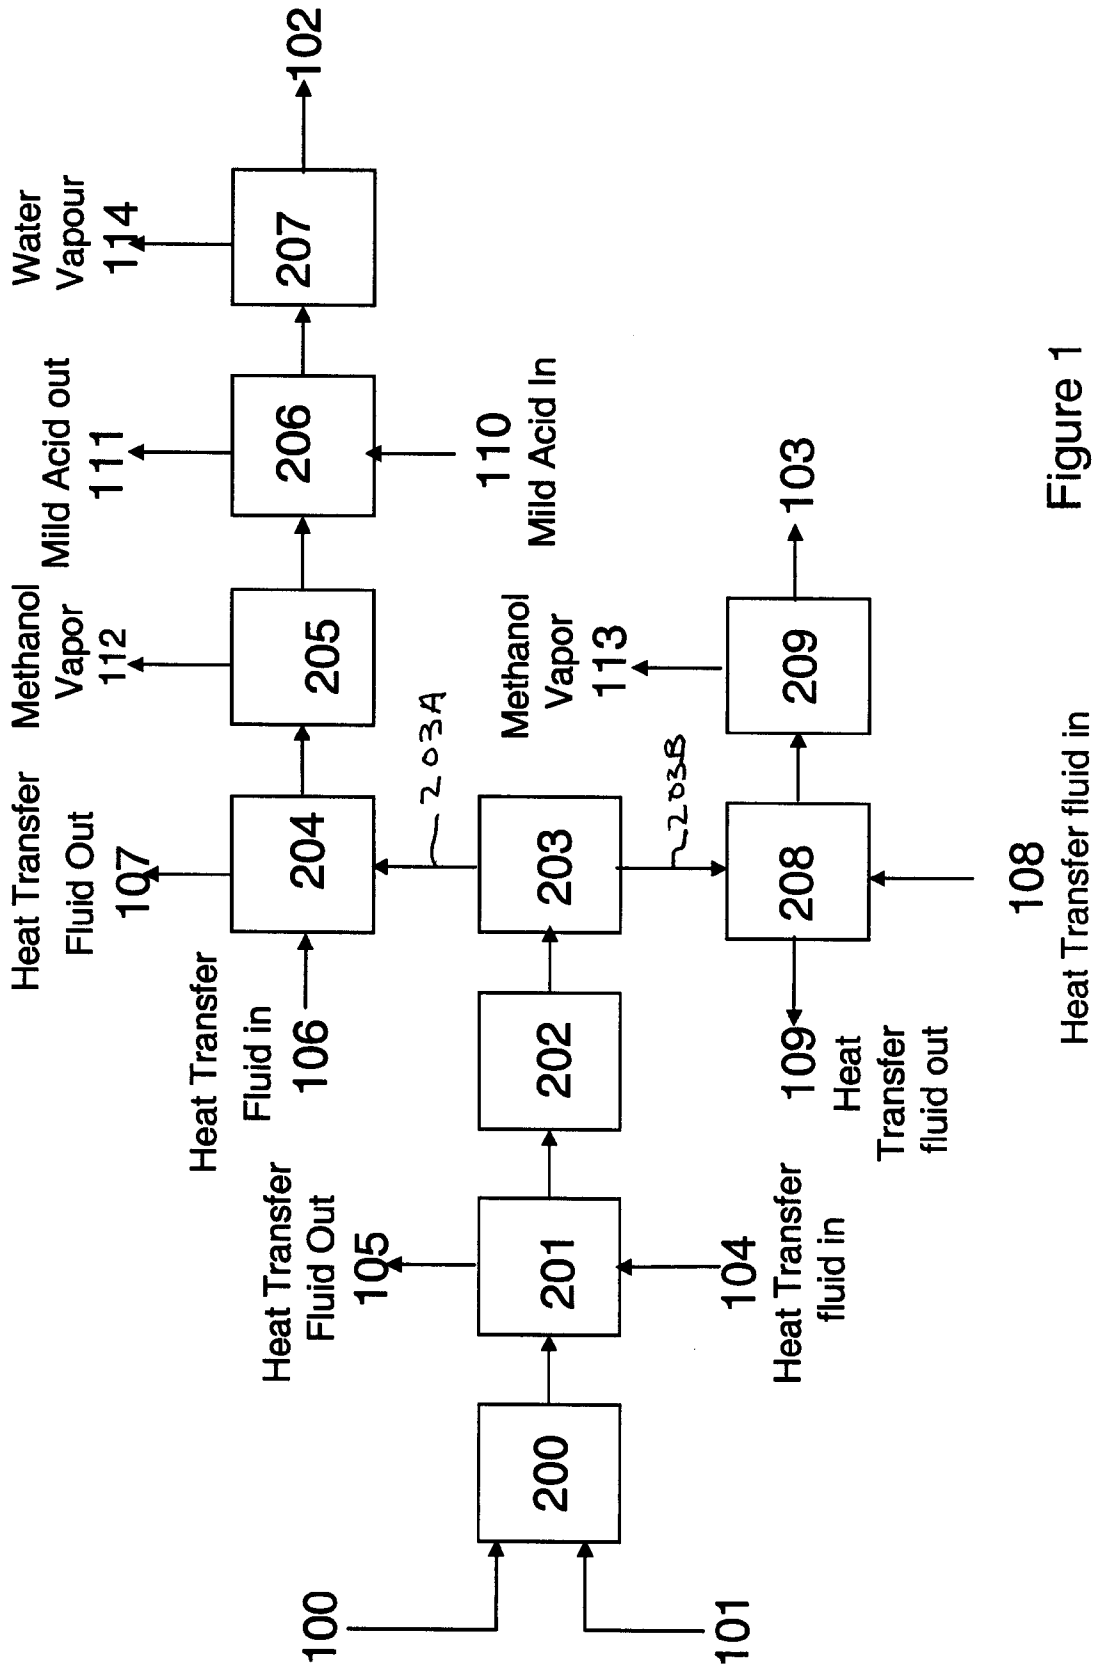 Water
Vapour
114
102
207
Mild Acid out
111
206
110
Mild Acid In
Methanol
Vapor
112
205
Heat Transfer
Fluid Out
107
204
Heat Transfer
Fluid in
106
203A
203
203B
Methanol
Vapor
113
209
103
208
108
Heat Transfer fluid in
109
Heat
Transfer
fluid out
202
Heat Transfer
Fluid Out
105
201
104
Heat Transfer
fluid in
200
100
101
Figure 1